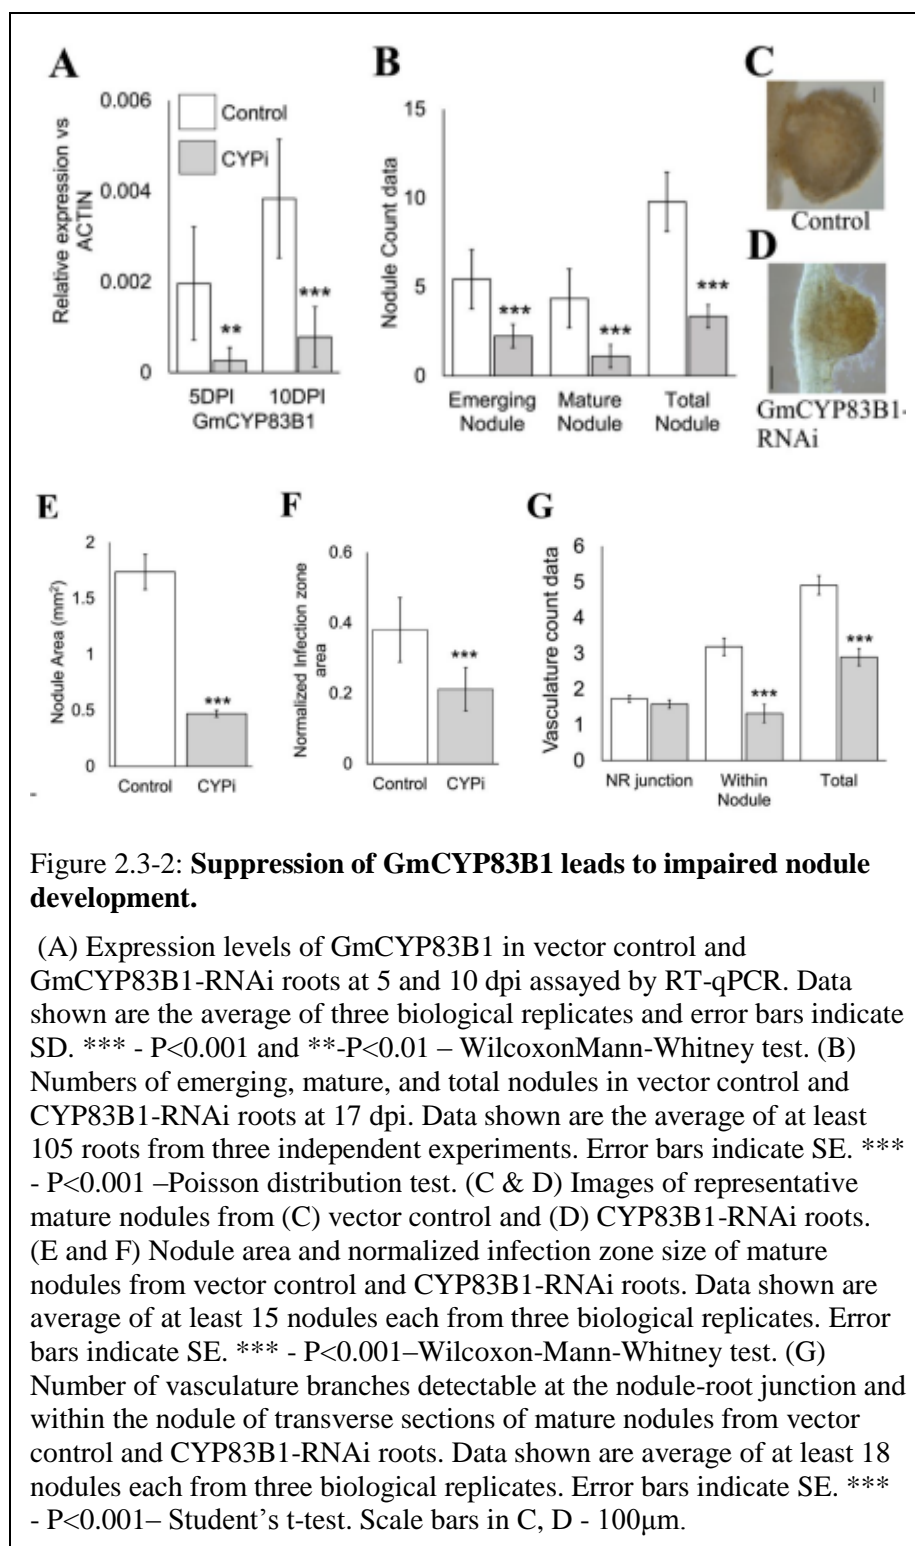 A
B
C
Relative expression vs
ACTIN
0.006
0.004
0.002
0
Control
CYPi
**
***
5DPI
10DPI
GmCYP83B1
Nodule Count data
15
10
5
0
***
***
***
Emerging
Nodule
Mature
Nodule
Total
Nodule
Control
D
GmCYP83B1-
RNAi
E
F
G
Nodule Area (mm²)
2
1.5
1
0.5
0
***
Control
CYPi
Normalized Infection zone
area
0.6
0.4
0.2
0
***
Control
CYPi
Vasculature count data
6
5
4
3
2
1
0
***
***
NR junction
Within
Nodule
Total
-
Figure 2.3-2: Suppression of GmCYP83B1 leads to impaired nodule
development.
(A) Expression levels of GmCYP83B1 in vector control and
GmCYP83B1-RNAi roots at 5 and 10 dpi assayed by RT-qPCR. Data
shown are the average of three biological replicates and error bars indicate
SD. *** - P<0.001 and **-P<0.01 – WilcoxonMann-Whitney test. (B)
Numbers of emerging, mature, and total nodules in vector control and
CYP83B1-RNAi roots at 17 dpi. Data shown are the average of at least
105 roots from three independent experiments. Error bars indicate SE. ***
- P<0.001 –Poisson distribution test. (C & D) Images of representative
mature nodules from (C) vector control and (D) CYP83B1-RNAi roots.
(E and F) Nodule area and normalized infection zone size of mature
nodules from vector control and CYP83B1-RNAi roots. Data shown are
average of at least 15 nodules each from three biological replicates. Error
bars indicate SE. *** - P<0.001–Wilcoxon-Mann-Whitney test. (G)
Number of vasculature branches detectable at the nodule-root junction and
within the nodule of transverse sections of mature nodules from vector
control and CYP83B1-RNAi roots. Data shown are average of at least 18
nodules each from three biological replicates. Error bars indicate SE. ***
- P<0.001– Student’s t-test. Scale bars in C, D - 100μm.